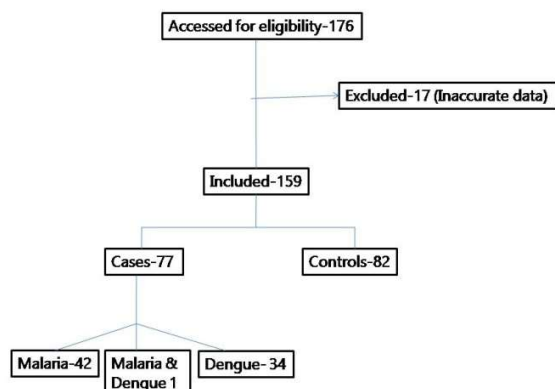 Accessed for eligibility-176
Excluded-17 (Inaccurate data)
Included-159
Cases-77
Controls-82
Malaria-42
Malaria &
Dengue 1
Dengue- 34